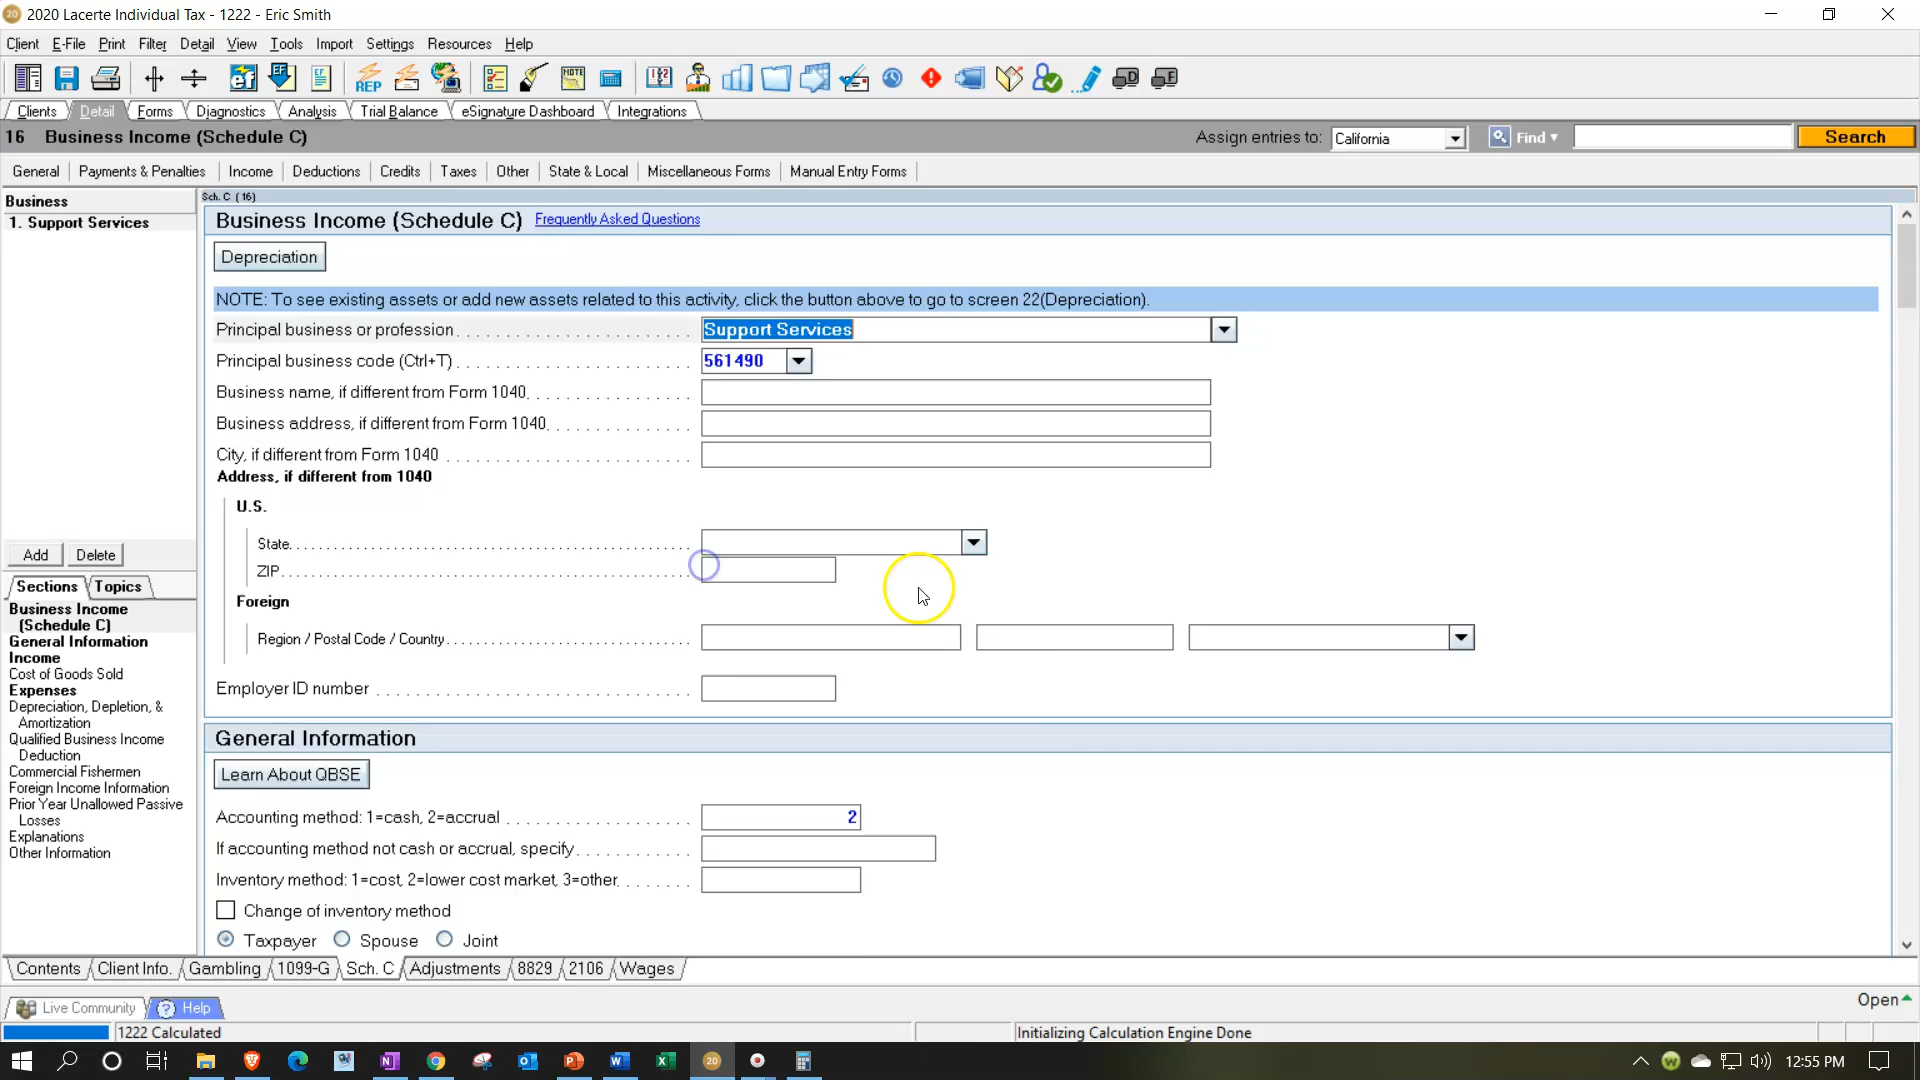 20 2020 Lacerte Individual Tax - 1222 - Eric Smith
Client E-File Print Filter Detail View Tools Import Settings Resources Help
EF REP NOTE D F
Clients Detail Forms Diagnostics Analysis Trial Balance eSignature Dashboard Integrations
16 Business Income (Schedule C) Assign entries to: California Find Search
General Payments & Penalties Income Deductions Credits Taxes Other State & Local Miscellaneous Forms Manual Entry Forms
Business
1. Support Services
Add Delete
Sections Topics
Business Income
(Schedule C)
General Information
Income
Cost of Goods Sold
Expenses
Depreciation, Depletion, &
Amortization
Qualified Business Income
Deduction
Commercial Fishermen
Foreign Income Information
Prior Year Unallowed Passive
Losses
Explanations
Other Information
Sch. C (16)
Business Income (Schedule C) Frequently Asked Questions
Depreciation
NOTE: To see existing assets or add new assets related to this activity, click the button above to go to screen 22(Depreciation).
Principal business or profession Support Services
Principal business code (Ctrl+T) 561490
Business name, if different from Form 1040
Business address, if different from Form 1040
City, if different from Form 1040
Address, if different from 1040
U.S.
State
ZIP
Foreign
Region / Postal Code / Country
Employer ID number
General Information
Learn About QBSE
Accounting method: 1=cash, 2=accrual 2
If accounting method not cash or accrual, specify
Inventory method: 1=cost, 2=lower cost market, 3=other
Change of inventory method
Taxpayer Spouse Joint
Contents Client Info. Gambling 1099-G Sch. C Adjustments 8829 2106 Wages
Live Community Help Open
1222 Calculated Initializing Calculation Engine Done
12:55 PM